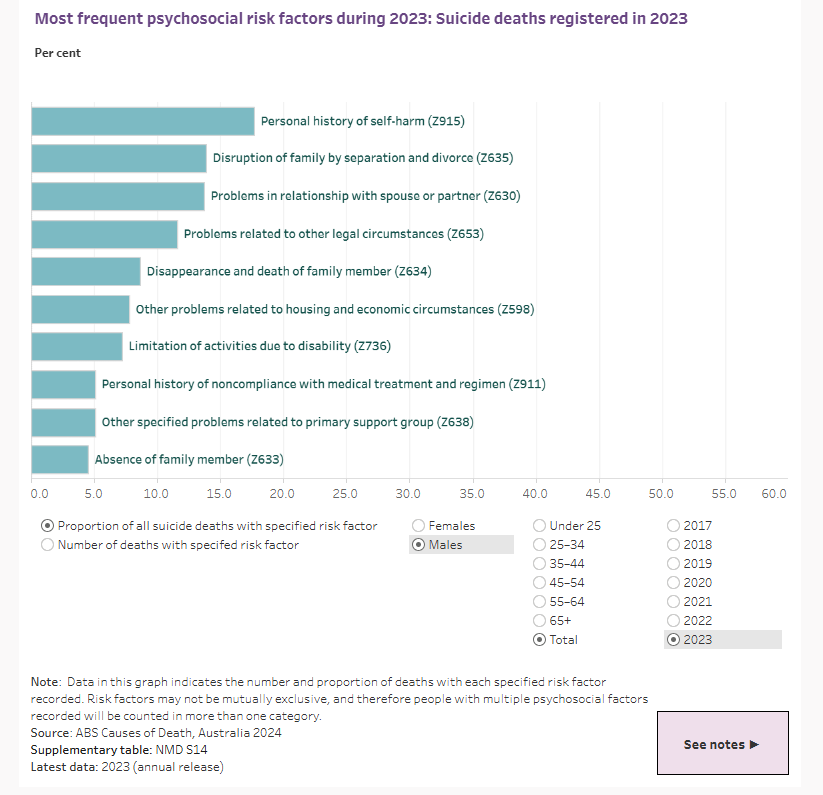 Most frequent psychosocial risk factors during 2023: Suicide deaths registered in 2023
Per cent
Personal history of self-harm (Z915)
Disruption of family by separation and divorce (Z635)
Problems in relationship with spouse or partner (Z630)
Problems related to other legal circumstances (Z653)
Disappearance and death of family member (Z634)
Other problems related to housing and economic circumstances (Z598)
Limitation of activities due to disability (Z736)
Personal history of noncompliance with medical treatment and regimen (Z911)
Other specified problems related to primary support group (Z638)
Absence of family member (Z633)
0.0 5.0 10.0 15.0 20.0 25.0 30.0 35.0 40.0 45.0 50.0 55.0 60.0
Proportion of all suicide deaths with specified risk factor
Number of deaths with specifed risk factor
Females
Males
Under 25
25–34
35–44
45–54
55–64
65+
Total
2017
2018
2019
2020
2021
2022
2023
Note: Data in this graph indicates the number and proportion of deaths with each specified risk factor
recorded. Risk factors may not be mutually exclusive, and therefore people with multiple psychosocial factors
recorded will be counted in more than one category.
Source: ABS Causes of Death, Australia 2024
Supplementary table: NMD S14
Latest data: 2023 (annual release)
See notes ▶